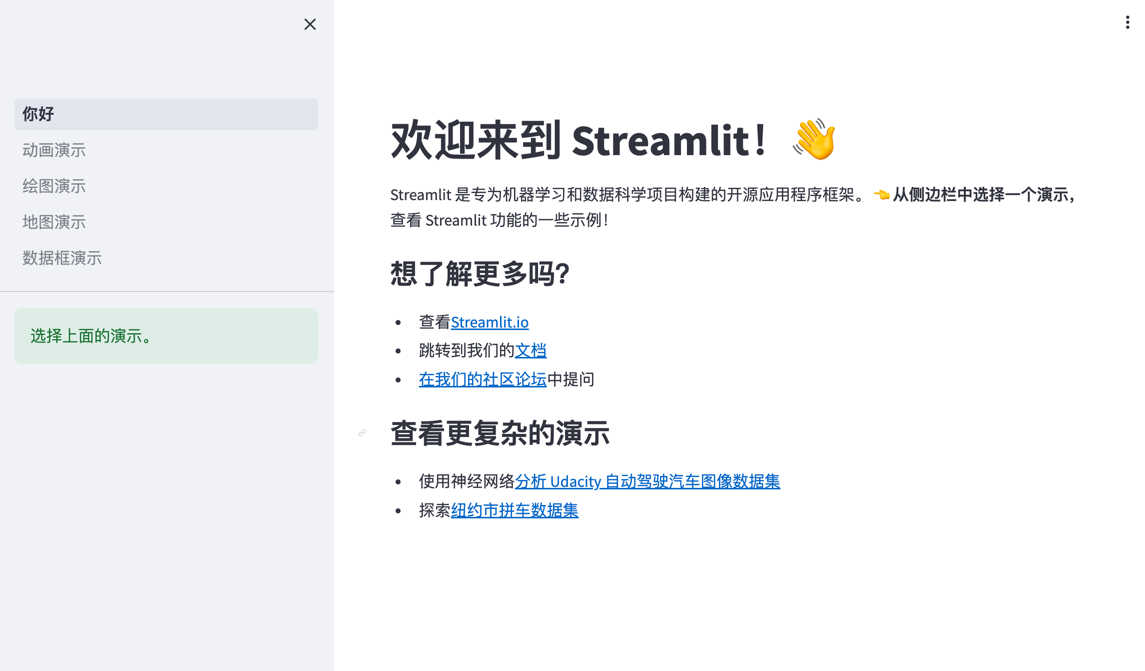 你好
动画演示
绘图演示
地图演示
数据框演示
选择上面的演示。
欢迎来到 Streamlit！ 👋
Streamlit 是专为机器学习和数据科学项目构建的开源应用程序框架。 👈 从侧边栏中选择一个演示，
查看 Streamlit 功能的一些示例！
想了解更多吗？
• 查看Streamlit.io
• 跳转到我们的文档
• 在我们的社区论坛中提问
查看更复杂的演示
• 使用神经网络分析 Udacity 自动驾驶汽车图像数据集
• 探索纽约市拼车数据集